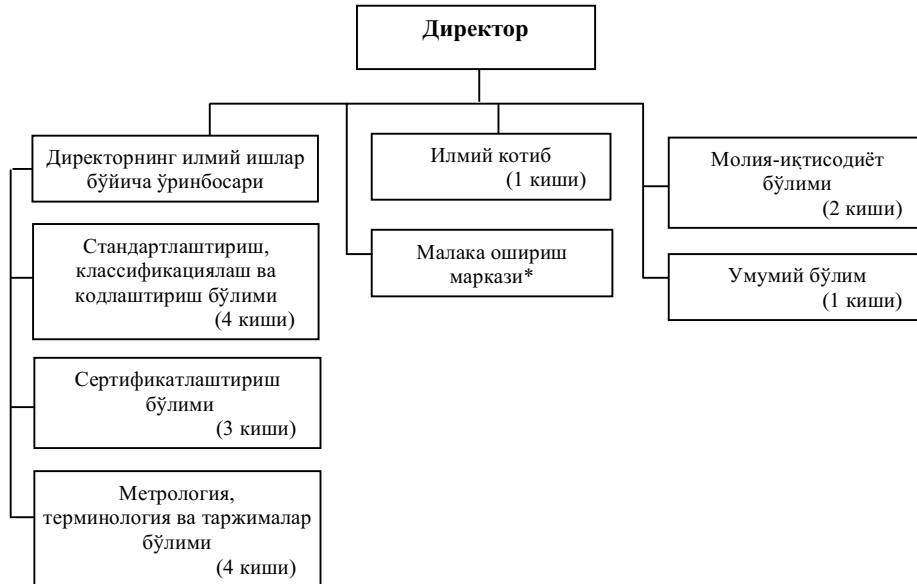 Директор
Директорнинг илмий ишлар
бўйича ўринбосари
Стандартлаштириш,
классификациялаш ва
кодлаштириш бўлими
(4 киши)
Сертификатлаштириш
бўлими
(3 киши)
Метрология,
терминология ва таржималар
бўлими
(4 киши)
Илмий котиб
(1 киши)
Малака ошириш
маркази*
Молия-иқтисодиёт
бўлими
(2 киши)
Умумий бўлим
(1 киши)